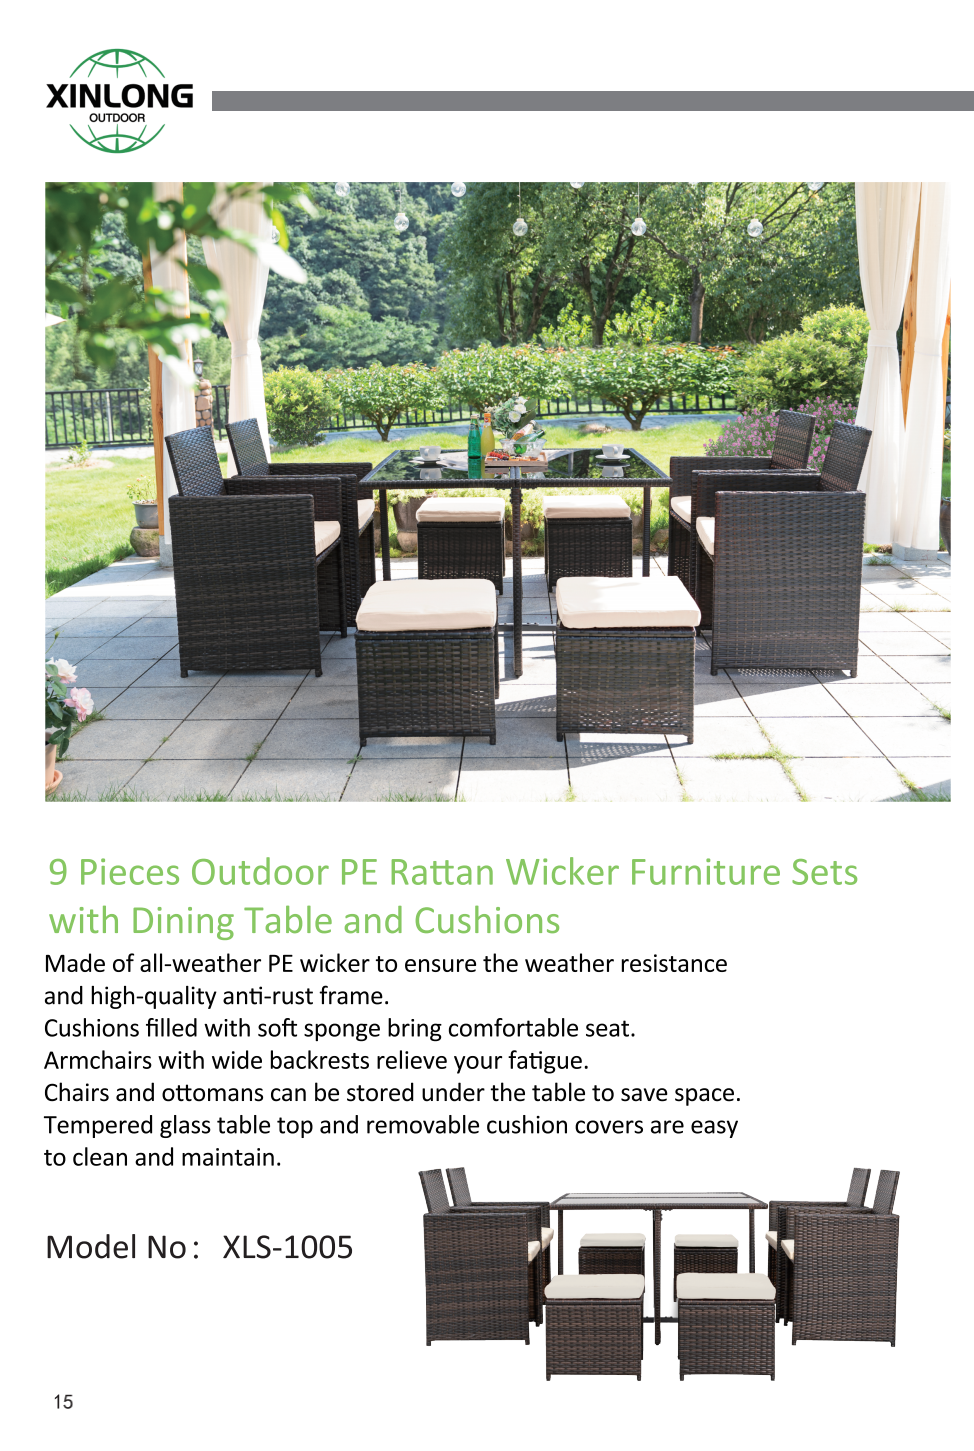 XINLONG
OUTDOOR
9 Pieces Outdoor PE Rattan Wicker Furniture Sets
with Dining Table and Cushions
Made of all-weather PE wicker to ensure the weather resistance
and high-quality anti-rust frame.
Cushions filled with soft sponge bring comfortable seat.
Armchairs with wide backrests relieve your fatigue.
Chairs and ottomans can be stored under the table to save space.
Tempered glass table top and removable cushion covers are easy
to clean and maintain.
Model No： XLS-1005
15